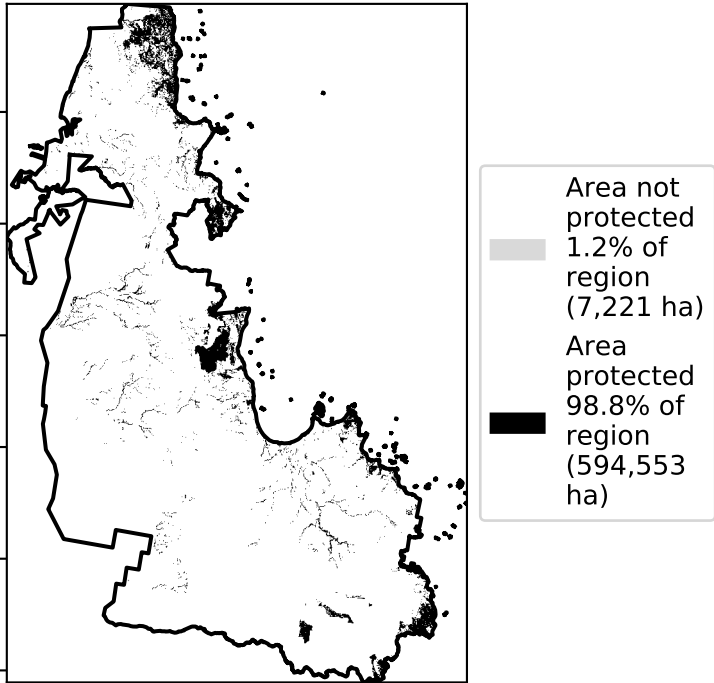 Area not
protected
1.2% of
region
(7,221 ha)
Area
protected
98.8% of
region
(594,553
ha)